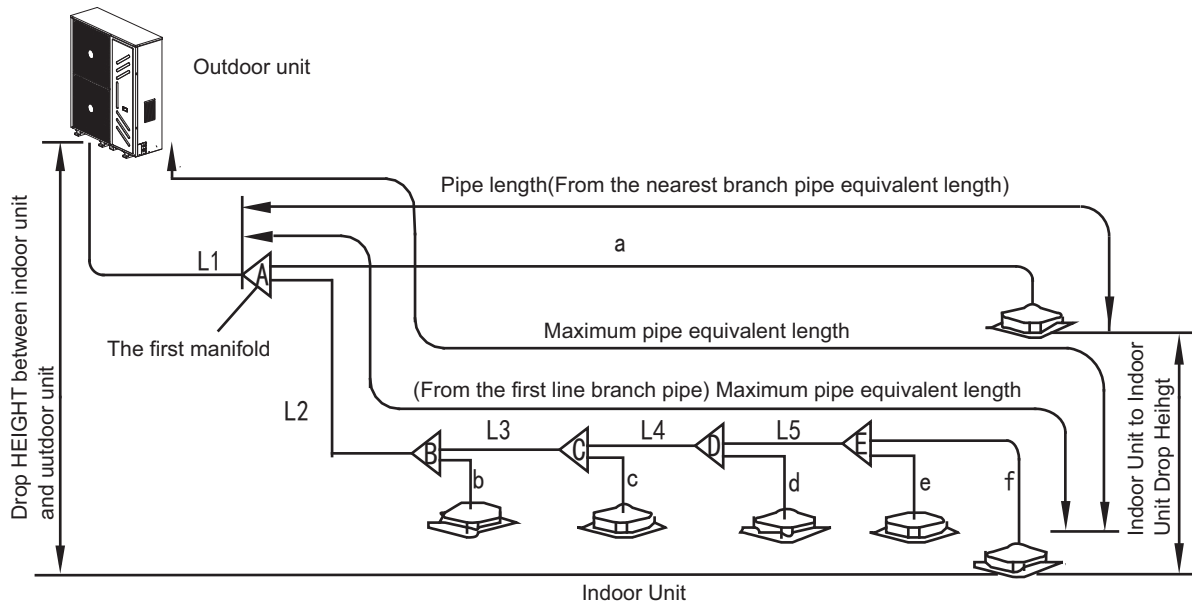 Outdoor unit
Pipe length(From the nearest branch pipe equivalent length)
a
L1
A
The first manifold
Maximum pipe equivalent length
(From the first line branch pipe) Maximum pipe equivalent length
L2
L3
L4
L5
B
C
D
E
b
c
d
e
f
Drop HEIGHT between indoor unit
and uutdoor unit
Indoor Unit to Indoor
Unit Drop Heihgt
Indoor Unit